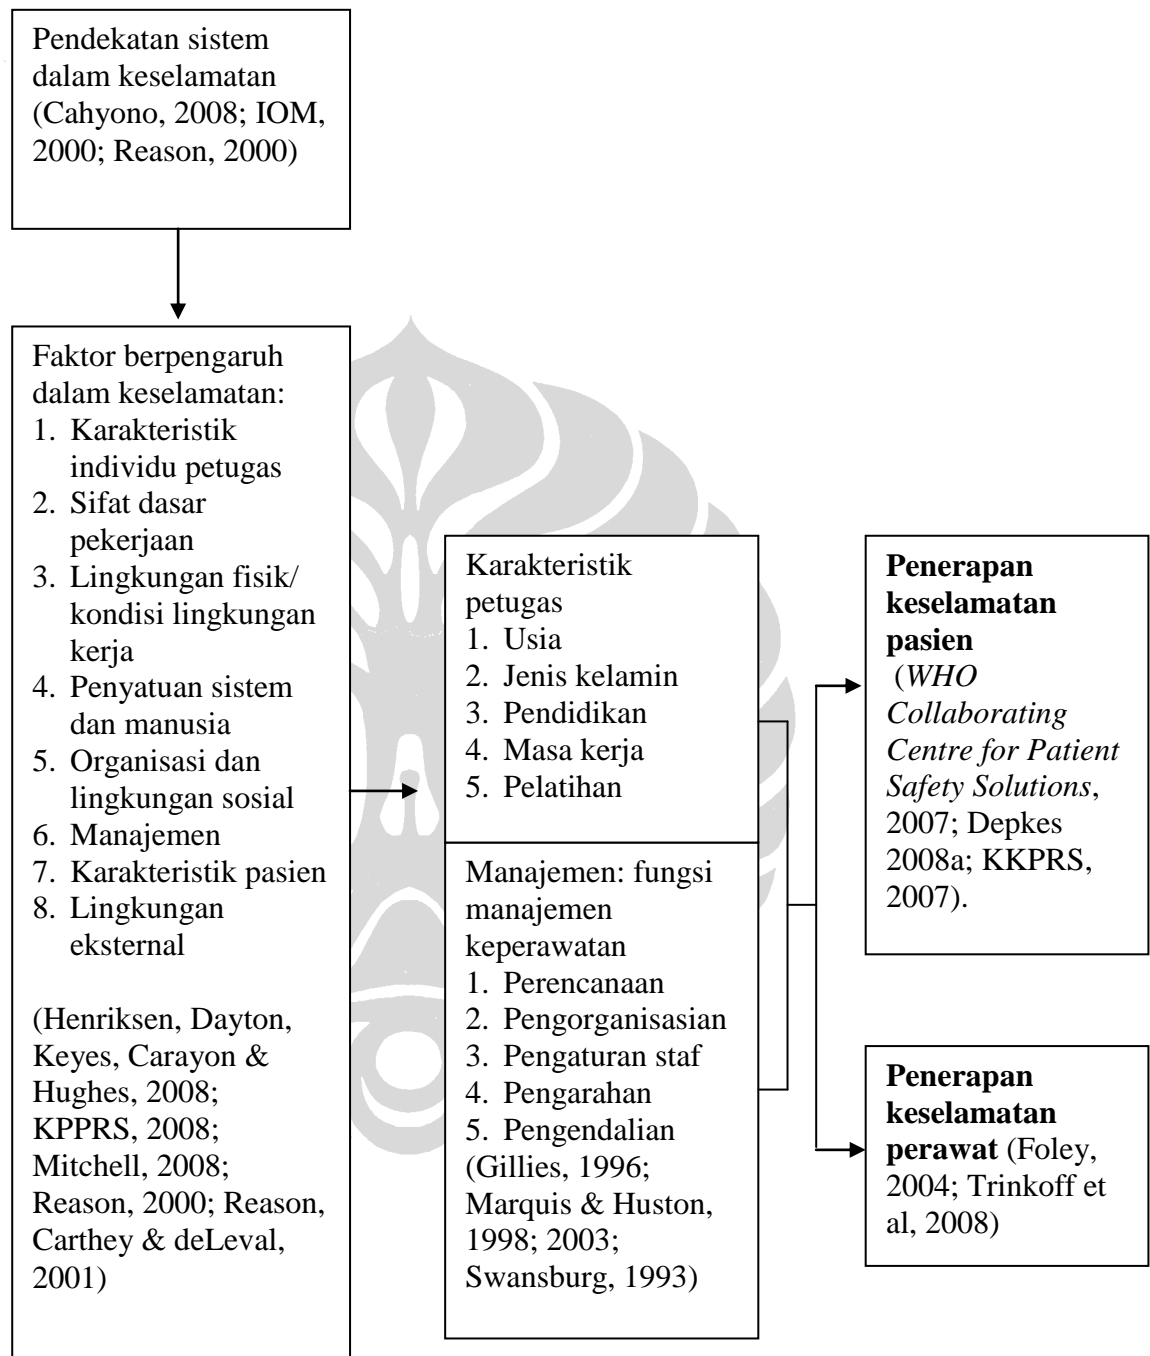 Pendekatan sistem
dalam keselamatan
(Cahyono, 2008; IOM,
2000; Reason, 2000)
Faktor berpengaruh
dalam keselamatan:
1. Karakteristik
individu petugas
2. Sifat dasar
pekerjaan
3. Lingkungan fisik/
kondisi lingkungan
kerja
4. Penyatuan sistem
dan manusia
5. Organisasi dan
lingkungan sosial
6. Manajemen
7. Karakteristik pasien
8. Lingkungan
eksternal
(Henriksen, Dayton,
Keyes, Carayon &
Hughes, 2008;
KPPRS, 2008;
Mitchell, 2008;
Reason, 2000; Reason,
Carthey & deLeval,
2001)
Karakteristik
petugas
1. Usia
2. Jenis kelamin
3. Pendidikan
4. Masa kerja
5. Pelatihan
Manajemen: fungsi
manajemen
keperawatan
1. Perencanaan
2. Pengorganisasian
3. Pengaturan staf
4. Pengarahan
5. Pengendalian
(Gillies, 1996;
Marquis & Huston,
1998; 2003;
Swansburg, 1993)
Penerapan
keselamatan
pasien
(WHO
Collaborating
Centre for Patient
Safety Solutions,
2007; Depkes
2008a; KKPRS,
2007).
Penerapan
keselamatan
perawat (Foley,
2004; Trinkoff et
al, 2008)